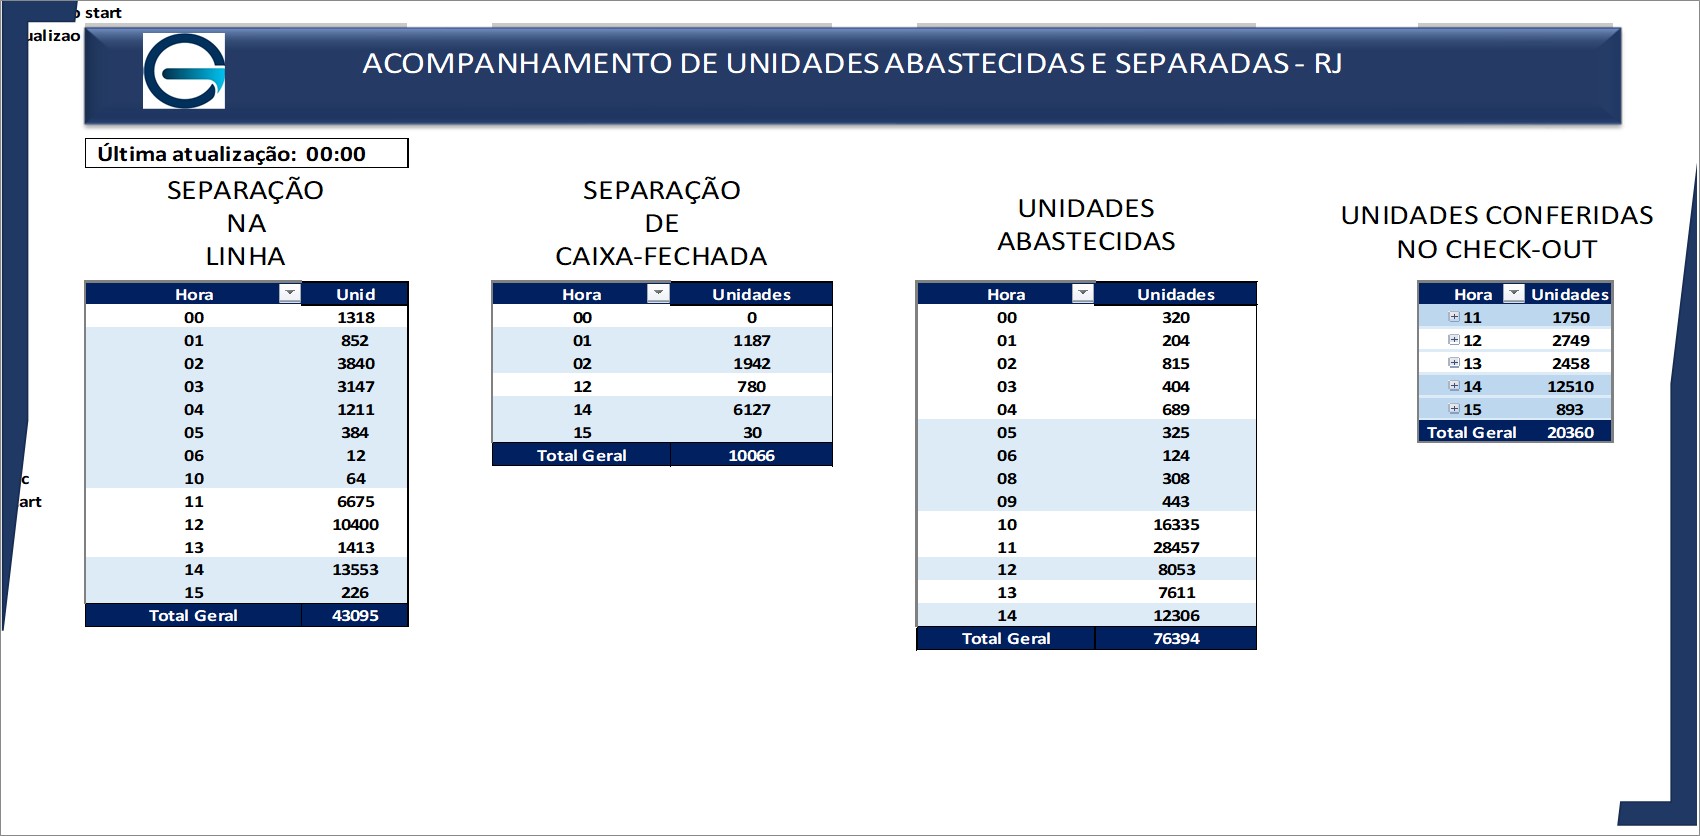 start
ualizao
ACOMPANHAMENTO DE UNIDADES ABASTECIDAS E SEPARADAS - RJ
Última atualização: 00:00
SEPARAÇÃO
NA
LINHA
Hora Unid
00 1318
01 852
02 3840
03 3147
04 1211
05 384
06 12
10 64
11 6675
12 10400
13 1413
14 13553
15 226
Total Geral 43095
SEPARAÇÃO
DE
CAIXA-FECHADA
Hora Unidades
00 0
01 1187
02 1942
12 780
14 6127
15 30
Total Geral 10066
UNIDADES
ABASTECIDAS
Hora Unidades
00 320
01 204
02 815
03 404
04 689
05 325
06 124
08 308
09 443
10 16335
11 28457
12 8053
13 7611
14 12306
Total Geral 76394
UNIDADES CONFERIDAS
NO CHECK-OUT
Hora Unidades
11 1750
12 2749
13 2458
14 12510
15 893
Total Geral 20360
c
art